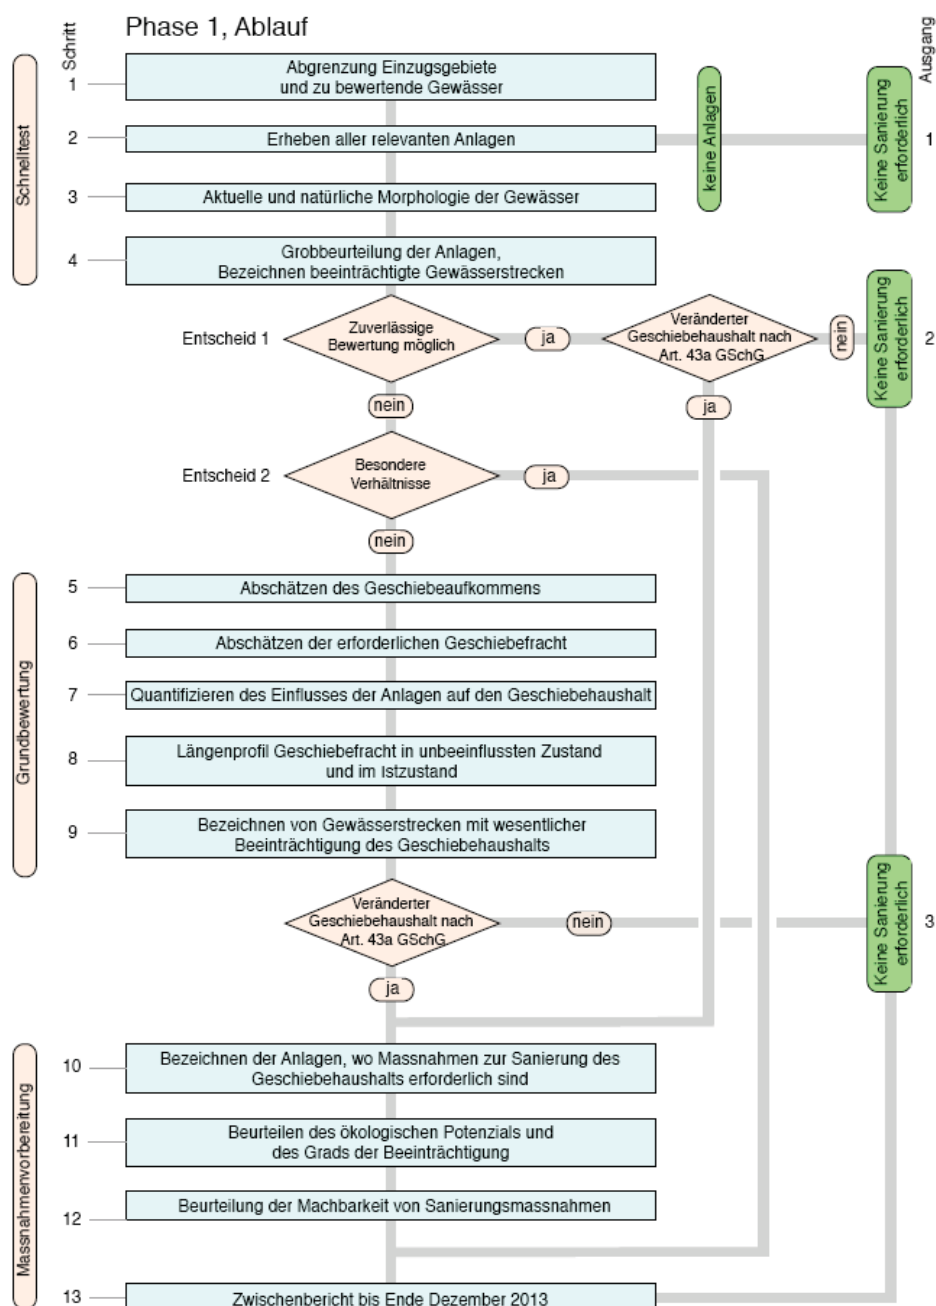 Phase 1, Ablauf
Schritt
Ausgang
Schnelltest
1
Abgrenzung Einzugsgebiete
und zu bewertende Gewässer
2
Erheben aller relevanten Anlagen
keine Anlagen
Keine Sanierung
erforderlich
1
3
Aktuelle und natürliche Morphologie der Gewässer
4
Grobbeurteilung der Anlagen,
Bezeichnen beeinträchtigte Gewässerstrecken
Entscheid 1
Zuverlässige
Bewertung möglich
ja
Veränderter
Geschiebehaushalt nach
Art. 43a GSchG
nein
Keine Sanierung
erforderlich
2
nein
ja
Entscheid 2
Besondere
Verhältnisse
ja
nein
Grundbewertung
5
Abschätzen des Geschiebeaufkommens
6
Abschätzen der erforderlichen Geschiebefracht
7
Quantifizieren des Einflusses der Anlagen auf den Geschiebehaushalt
8
Längenprofil Geschiebefracht in unbeeinflussten Zustand
und im Istzustand
9
Bezeichnen von Gewässerstrecken mit wesentlicher
Beeinträchtigung des Geschiebehaushalts
Veränderter
Geschiebehaushalt nach
Art. 43a GSchG
nein
Keine Sanierung
erforderlich
3
ja
Massnahmenvorbereitung
10
Bezeichnen der Anlagen, wo Massnahmen zur Sanierung des
Geschiebehaushalts erforderlich sind
11
Beurteilen des ökologischen Potenzials und
des Grads der Beeinträchtigung
12
Beurteilung der Machbarkeit von Sanierungsmassnahmen
13
Zwischenbericht bis Ende Dezember 2013